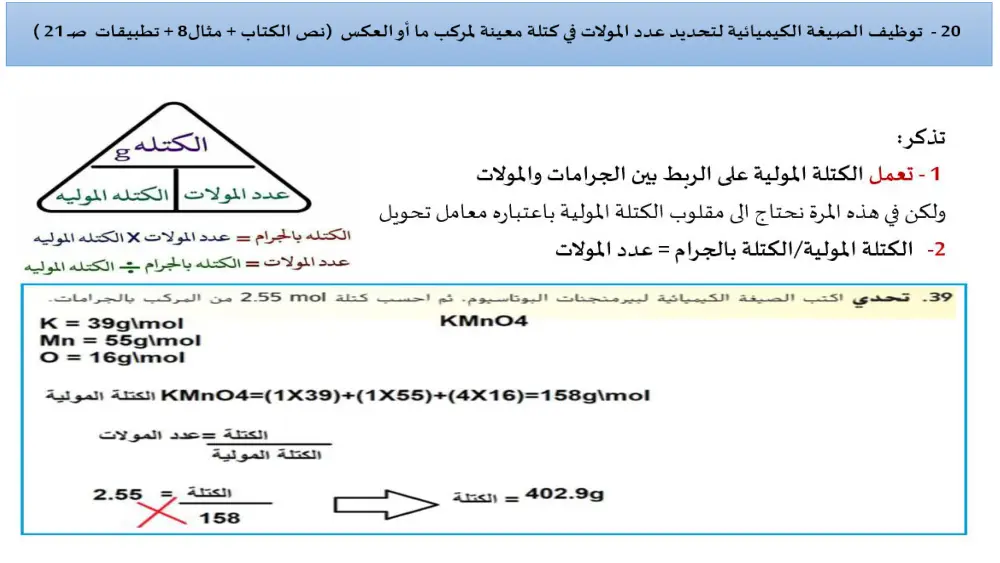 20 - توظيف الصيغة الكيميائية لتحديد عدد المولات في كتلة معينة لمركب ما أو العكس (نص الكتاب + مثال8 + تطبيقات صـ 21 )
تذكر:
1 - تعمل الكتلة المولية على الربط بين الجرامات والمولات
ولكن في هذه المرة نحتاج الى مقلوب الكتلة المولية باعتباره معامل تحويل
2- الكتلة المولية/الكتلة بالجرام = عدد المولات
الكتله g
عدد المولات الكتله الموليه
الكتله بالجرام = عدد المولات X الكتله الموليه
عدد المولات = الكتله بالجرام ÷ الكتله الموليه
39. تحدي اكتب الصيغة الكيميائية لبيرمنجنات البوتاسيوم. ثم احسب كتلة 2.55 mol من المركب بالجرامات.
K = 39g\mol
KMnO4
Mn = 55g\mol
O = 16g\mol
الكتلة المولية KMnO4=(1X39)+(1X55)+(4X16)=158g\mol
عدد المولات = الكتلة
الكتلة المولية
2.55 = الكتلة
158
الكتلة = 402.9g